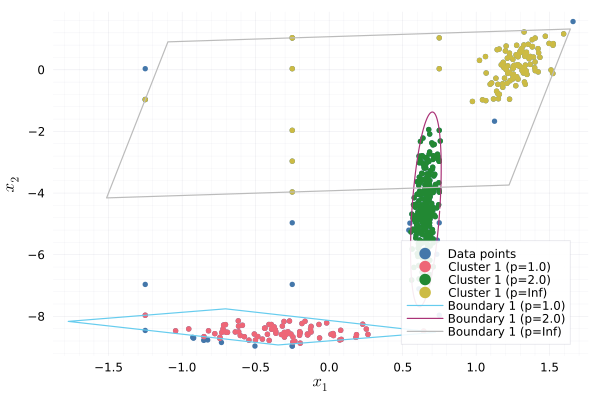 0
−2
−4
−6
−8
x₂
Data points
Cluster 1 (p=1.0)
Cluster 1 (p=2.0)
Cluster 1 (p=Inf)
Boundary 1 (p=1.0)
Boundary 1 (p=2.0)
Boundary 1 (p=Inf)
−1.5 −1.0 −0.5 0.0 0.5 1.0 1.5
x₁